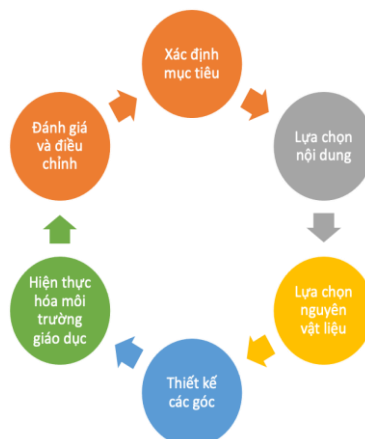 Xác định
mục tiêu
Lựa chọn
nội dung
Lựa chọn
nguyên
vật liệu
Thiết kế
các góc
Hiện thực
hóa môi
trường
giáo dục
Đánh giá
và điều
chỉnh